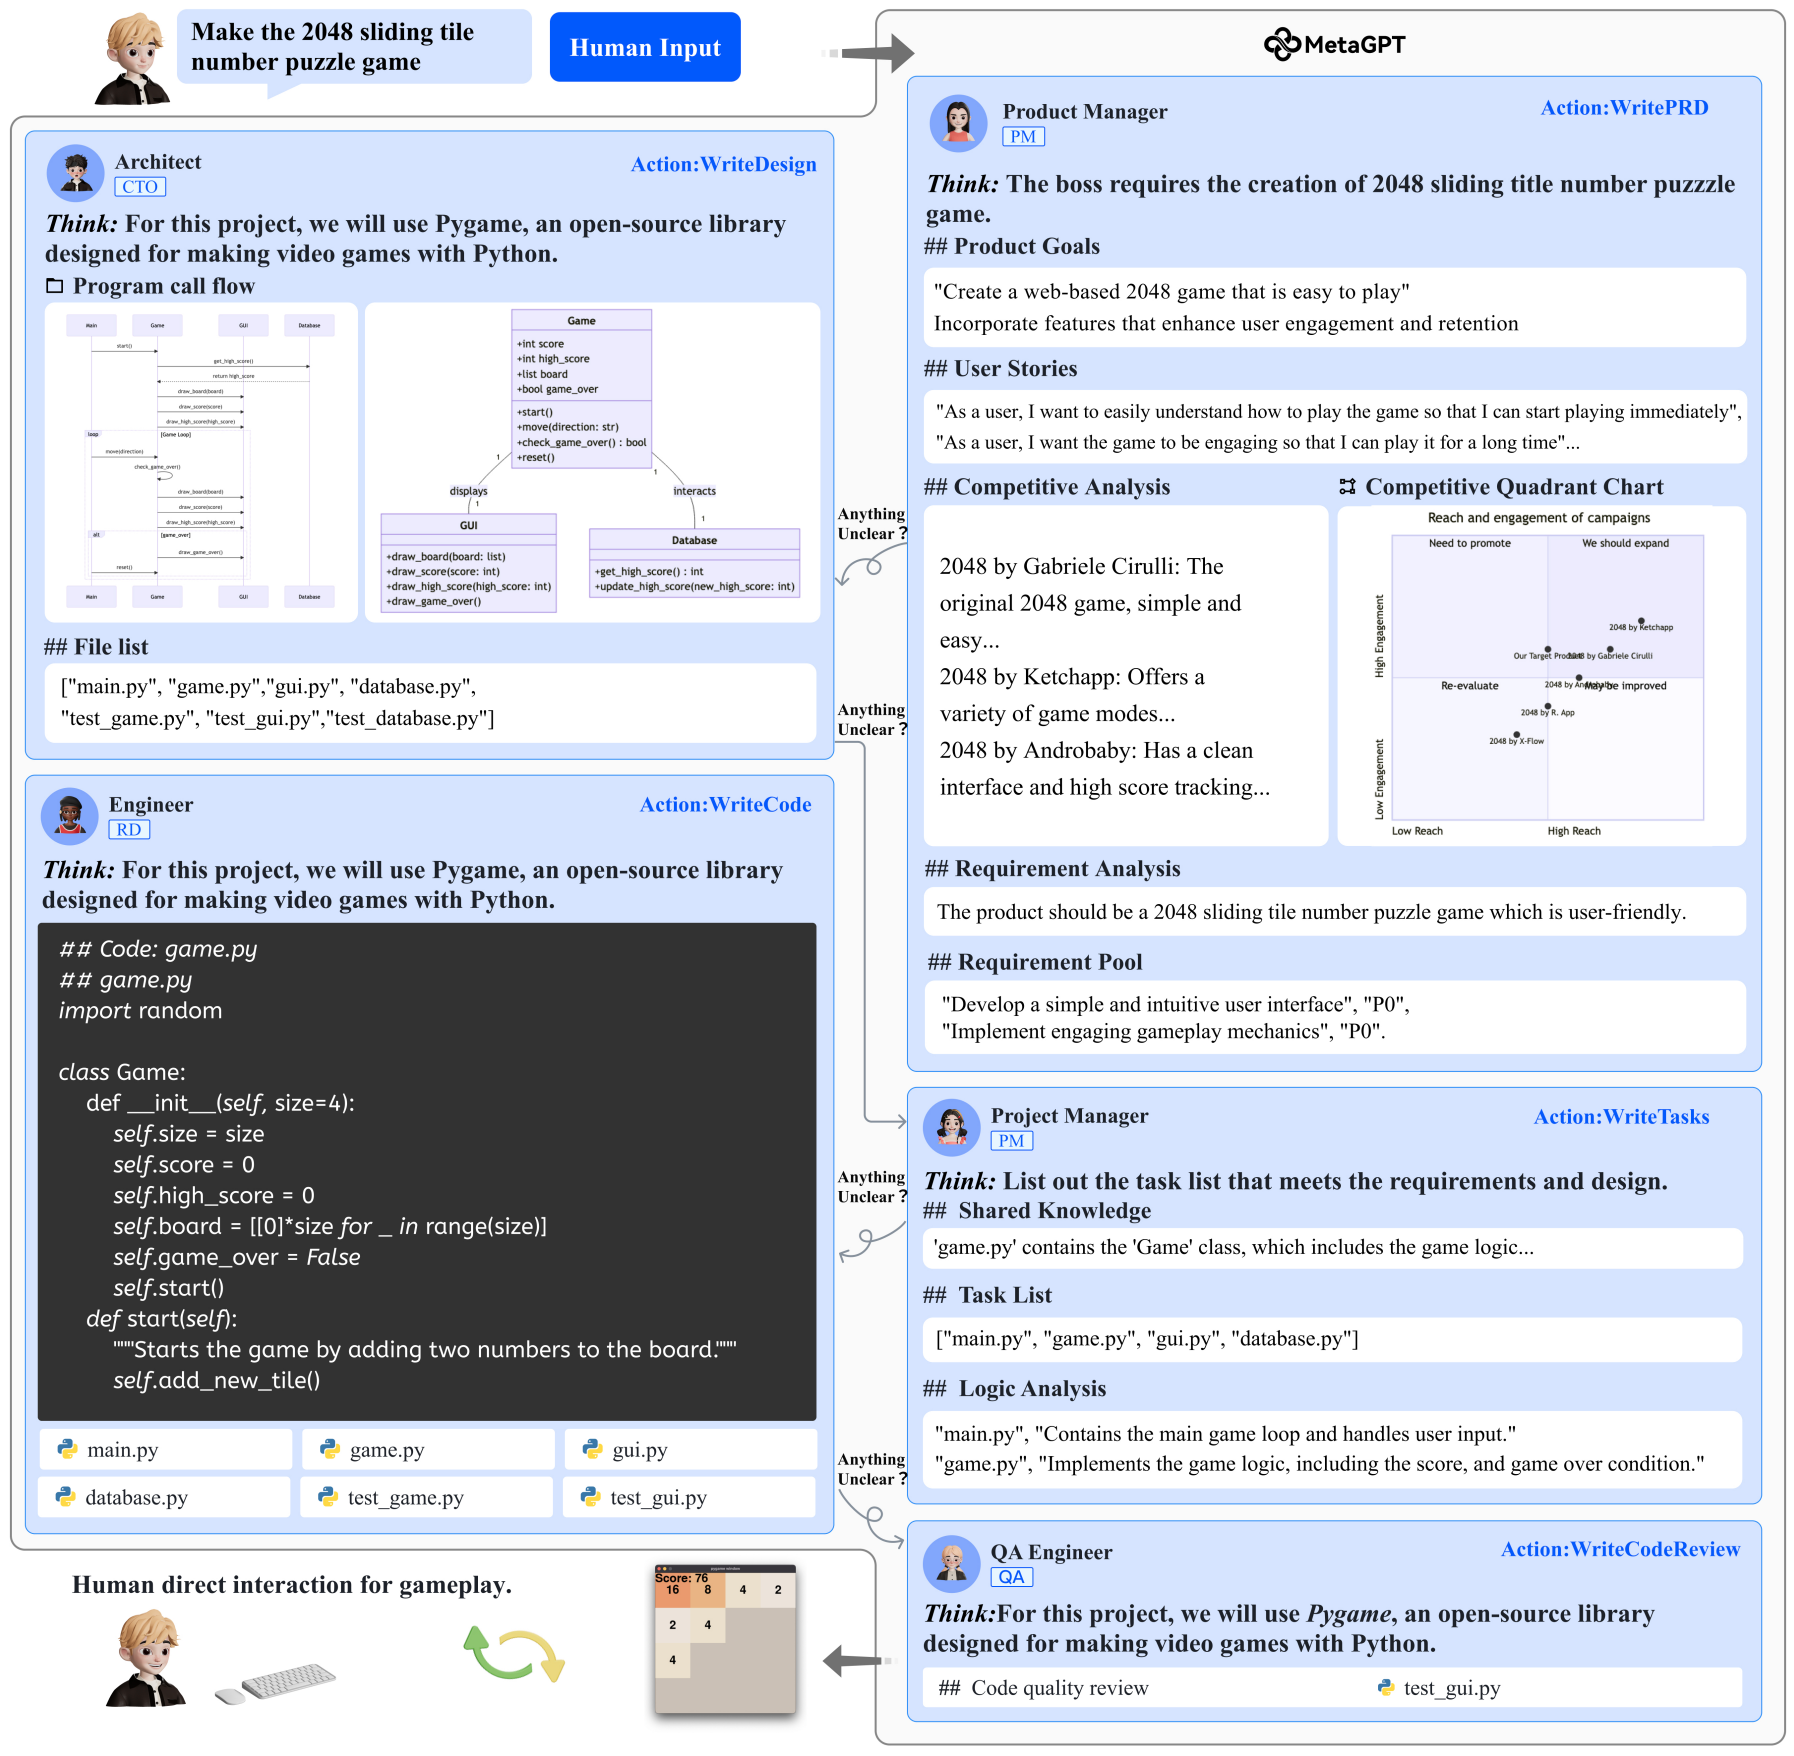 Make the 2048 sliding tile
number puzzle game
Human Input
MetaGPT
Product Manager
PM
Action:WritePRD
Think: The boss requires the creation of 2048 sliding title number puzzzle
game.
## Product Goals
"Create a web-based 2048 game that is easy to play"
Incorporate features that enhance user engagement and retention
## User Stories
"As a user, I want to easily understand how to play the game so that I can start playing immediately",
"As a user, I want the game to be engaging so that I can play it for a long time"...
## Competitive Analysis
2048 by Gabriele Cirulli: The
original 2048 game, simple and
easy...
2048 by Ketchapp: Offers a
variety of game modes...
2048 by Androbaby: Has a clean
interface and high score tracking...
Competitive Quadrant Chart
Reach and engagement of campaigns
Need to promote
We should expand
High Engagement
2048 by Ketchapp
Our Target Product
2048 by Gabriele Cirulli
2048 by Androbaby
Re-evaluate
May be improved
2048 by R. App
2048 by X-Flow
Low Engagement
Low Reach
High Reach
## Requirement Analysis
The product should be a 2048 sliding tile number puzzle game which is user-friendly.
## Requirement Pool
"Develop a simple and intuitive user interface", "P0",
"Implement engaging gameplay mechanics", "P0".
Anything
Unclear ?
Architect
CTO
Action:WriteDesign
Think: For this project, we will use Pygame, an open-source library
designed for making video games with Python.
Program call flow
Main
Game
GUI
Database
start()
get_high_score()
return high_score
draw_board(board)
draw_score(score)
draw_high_score(high_score)
loop
[Game Loop]
move(direction)
check_game_over()
draw_board(board)
draw_score(score)
draw_high_score(high_score)
alt
[game_over]
draw_game_over()
reset()
Main
Game
GUI
Database
Game
+int score
+int high_score
+list board
+bool game_over
+start()
+move(direction: str)
+check_game_over() : bool
+reset()
1
1
displays
interacts
1
1
GUI
+draw_board(board: list)
+draw_score(score: int)
+draw_high_score(high_score: int)
+draw_game_over()
Database
+get_high_score() : int
+update_high_score(new_high_score: int)
## File list
["main.py", "game.py","gui.py", "database.py",
"test_game.py", "test_gui.py","test_database.py"]
Anything
Unclear ?
Project Manager
PM
Action:WriteTasks
Think: List out the task list that meets the requirements and design.
## Shared Knowledge
'game.py' contains the 'Game' class, which includes the game logic...
## Task List
["main.py", "game.py", "gui.py", "database.py"]
## Logic Analysis
"main.py", "Contains the main game loop and handles user input."
"game.py", "Implements the game logic, including the score, and game over condition."
Anything
Unclear ?
Engineer
RD
Action:WriteCode
Think: For this project, we will use Pygame, an open-source library
designed for making video games with Python.
## Code: game.py
## game.py
import random
class Game:
def __init__(self, size=4):
self.size = size
self.score = 0
self.high_score = 0
self.board = [[0]*size for _ in range(size)]
self.game_over = False
self.start()
def start(self):
"""Starts the game by adding two numbers to the board."""
self.add_new_tile()
main.py
game.py
gui.py
database.py
test_game.py
test_gui.py
Anything
Unclear ?
QA Engineer
QA
Action:WriteCodeReview
Think:For this project, we will use Pygame, an open-source library
designed for making video games with Python.
## Code quality review
test_gui.py
Human direct interaction for gameplay.
pygame window
Score: 76
16 8 4 2
2 4
4